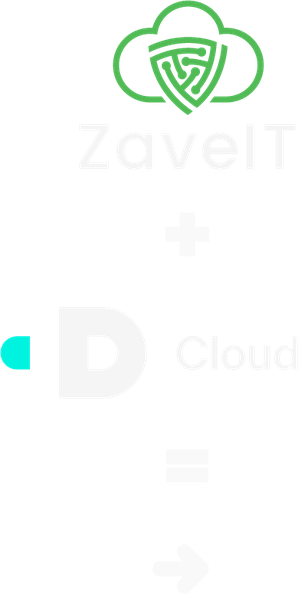 ZaveIT
+
D Cloud
=
→